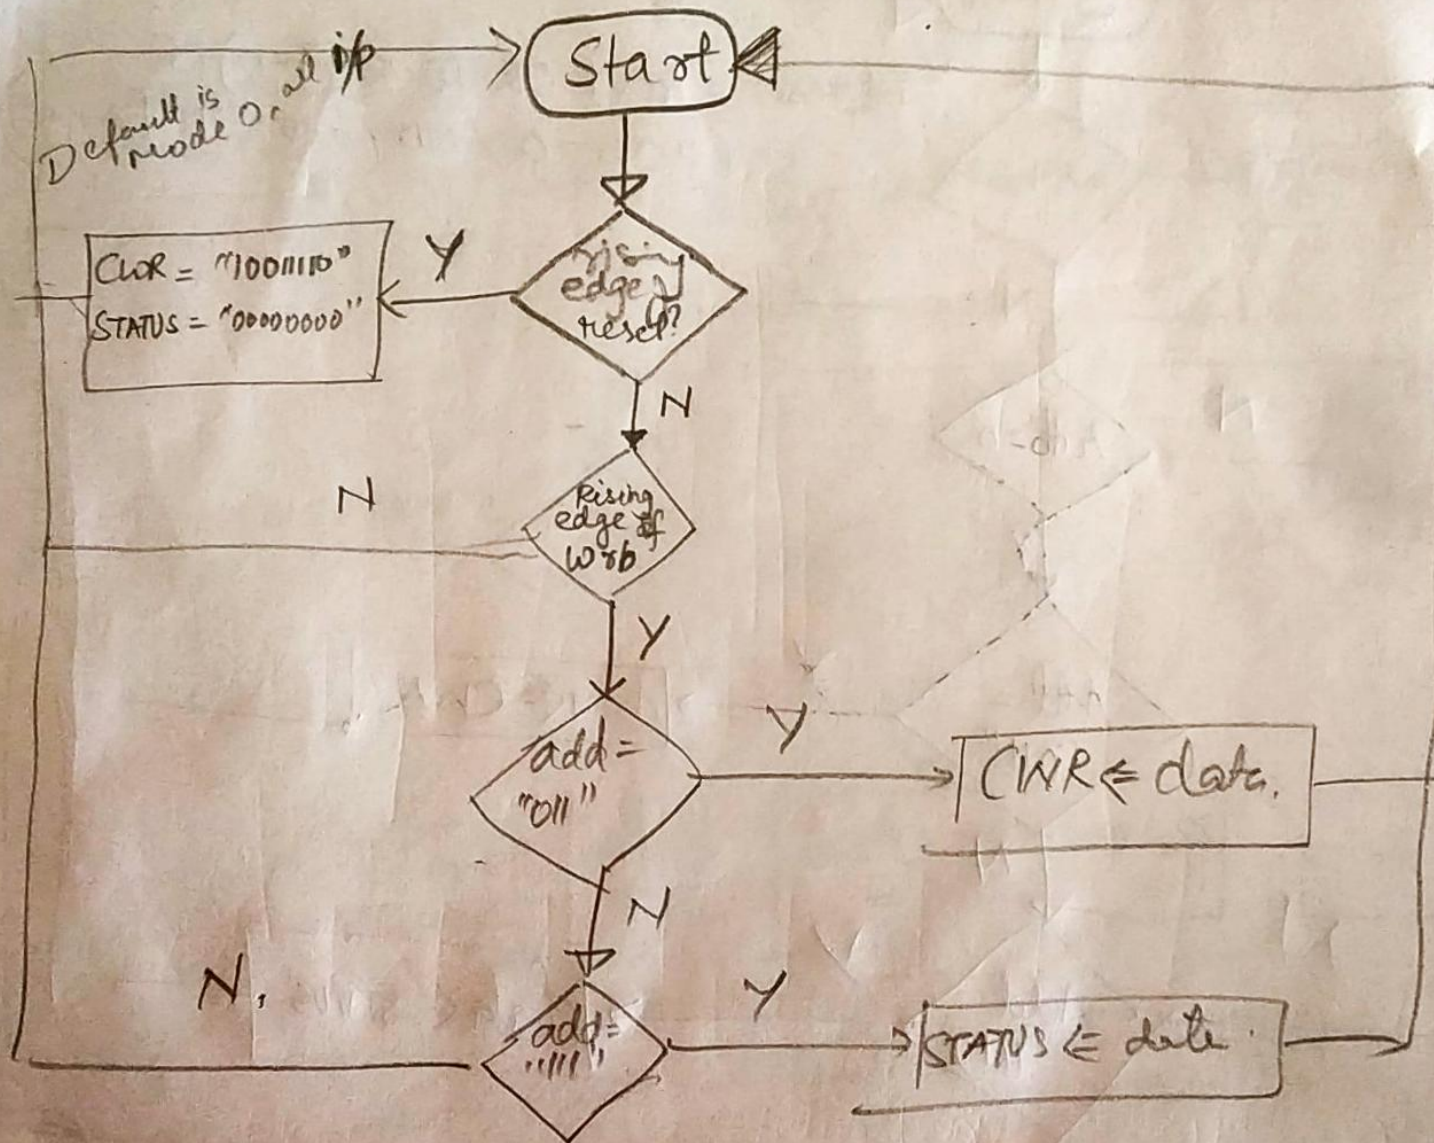 Start
Default is
mode 0, all i/p
rising
edge of
reset?
Y
CWR = "10011110"
STATUS = "00000000"
N
Rising
edge of
Wrb
N
Y
add=
"011"
Y
CWR <= data.
N
add=
"111"
N.
Y
STATUS <= data.